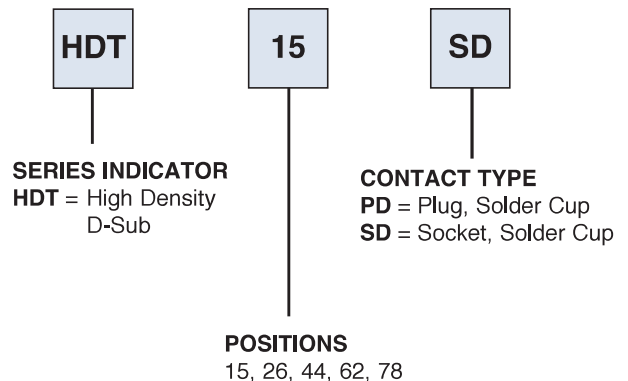 HDT
15
SD
SERIES INDICATOR
HDT = High Density
D-Sub
CONTACT TYPE
PD = Plug, Solder Cup
SD = Socket, Solder Cup
POSITIONS
15, 26, 44, 62, 78